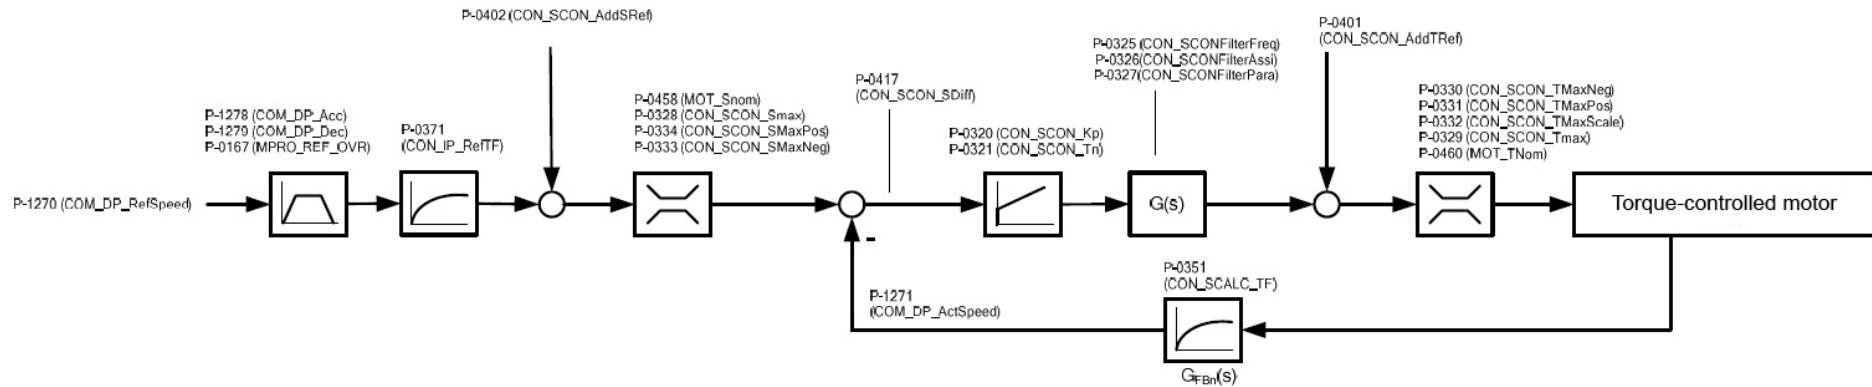 P-0402 (CON_SCON_AddSRef)
P-0401
(CON_SCON_AddTRef)
P-0325 (CON_SCONFilterFreq)
P-0326(CON_SCONFilterAssi)
P-0327(CON_SCONFilterPara)
P-0417
(CON_SCON_SDiff)
P-0458 (MOT_Snom)
P-0328 (CON_SCON_Smax)
P-0334 (CON_SCON_SMaxPos)
P-0333 (CON_SCON_SMaxNeg)
P-0330 (CON_SCON_TMaxNeg)
P-0331 (CON_SCON_TMaxPos)
P-0332 (CON_SCON_TMaxScale)
P-0329 (CON_SCON_Tmax)
P-0460 (MOT_TNom)
P-1278 (COM_DP_Acc)
P-1279 (COM_DP_Dec)
P-0167 (MPRO_REF_OVR)
P-0371
(CON_IP_RefTF)
P-0320 (CON_SCON_Kp)
P-0321 (CON_SCON_Tn)
P-1270 (COM_DP_RefSpeed)
G(s)
Torque-controlled motor
-
P-0351
(CON_SCALC_TF)
P-1271
(COM_DP_ActSpeed)
GFBn(s)